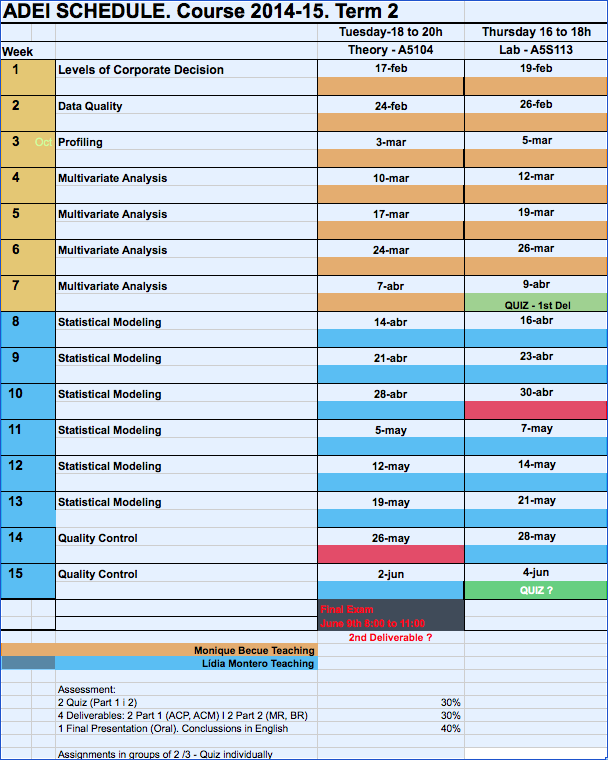 ADEI SCHEDULE. Course 2014-15. Term 2
Tuesday-18 to 20h Thursday 16 to 18h
Week Theory - A5104 Lab - A5S113
1 Levels of Corporate Decision 17-feb 19-feb
2 Data Quality 24-feb 26-feb
3 Oct Profiling 3-mar 5-mar
4 Multivariate Analysis 10-mar 12-mar
5 Multivariate Analysis 17-mar 19-mar
6 Multivariate Analysis 24-mar 26-mar
7 Multivariate Analysis 7-abr 9-abr
QUIZ - 1st Del
8 Statistical Modeling 14-abr 16-abr
9 Statistical Modeling 21-abr 23-abr
10 Statistical Modeling 28-abr 30-abr
11 Statistical Modeling 5-may 7-may
12 Statistical Modeling 12-may 14-may
13 Statistical Modeling 19-may 21-may
14 Quality Control 26-may 28-may
15 Quality Control 2-jun 4-jun
QUIZ ?
Final Exam
June 9th 8:00 to 11:00
2nd Deliverable ?
Monique Becue Teaching
Lídia Montero Teaching
Assessment:
2 Quiz (Part 1 i 2) 30%
4 Deliverables: 2 Part 1 (ACP, ACM) I 2 Part 2 (MR, BR) 30%
1 Final Presentation (Oral). Conclussions in English 40%
Assignments in groups of 2 /3 - Quiz individually